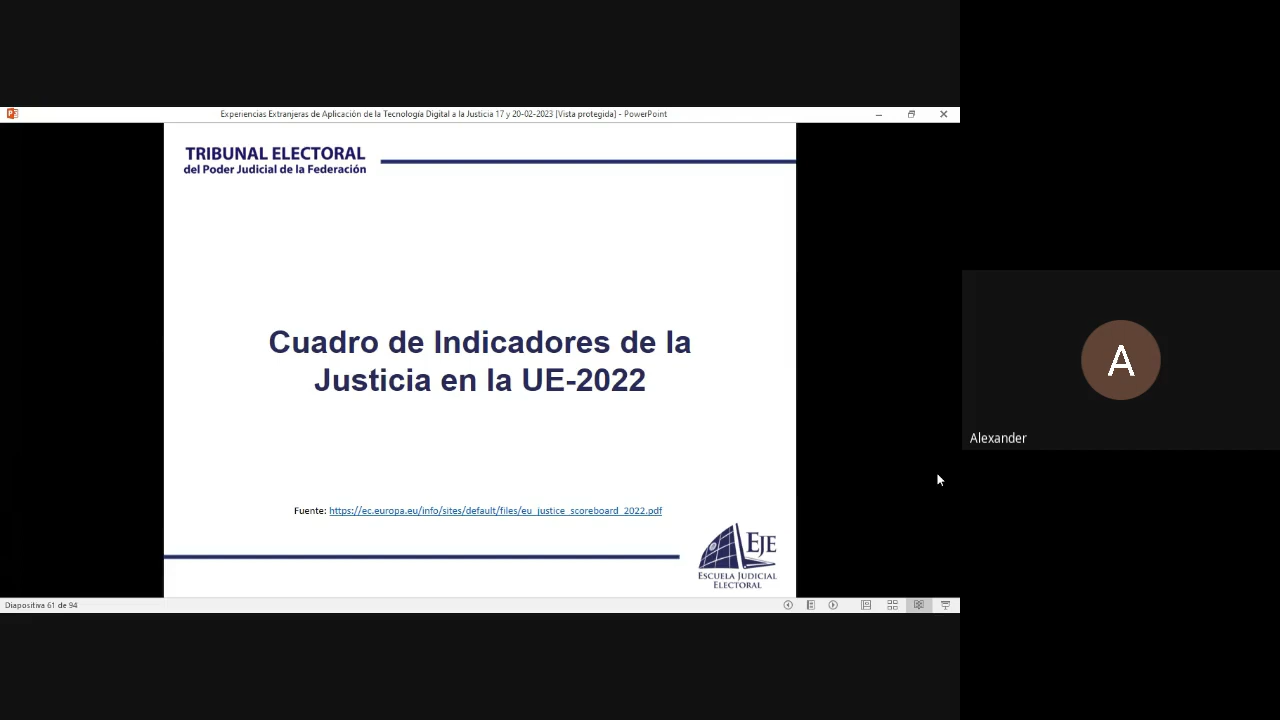 Experiencias Extranjeras de Aplicación de la Tecnología Digital a la Justicia 17 y 20-02-2023 [Vista protegida] - PowerPoint
TRIBUNAL ELECTORAL
del Poder Judicial de la Federación
Cuadro de Indicadores de la
Justicia en la UE-2022
Fuente: https://ec.europa.eu/info/sites/default/files/eu_justice_scoreboard_2022.pdf
EJE
ESCUELA JUDICIAL
ELECTORAL
Diapositiva 61 de 94
A
Alexander